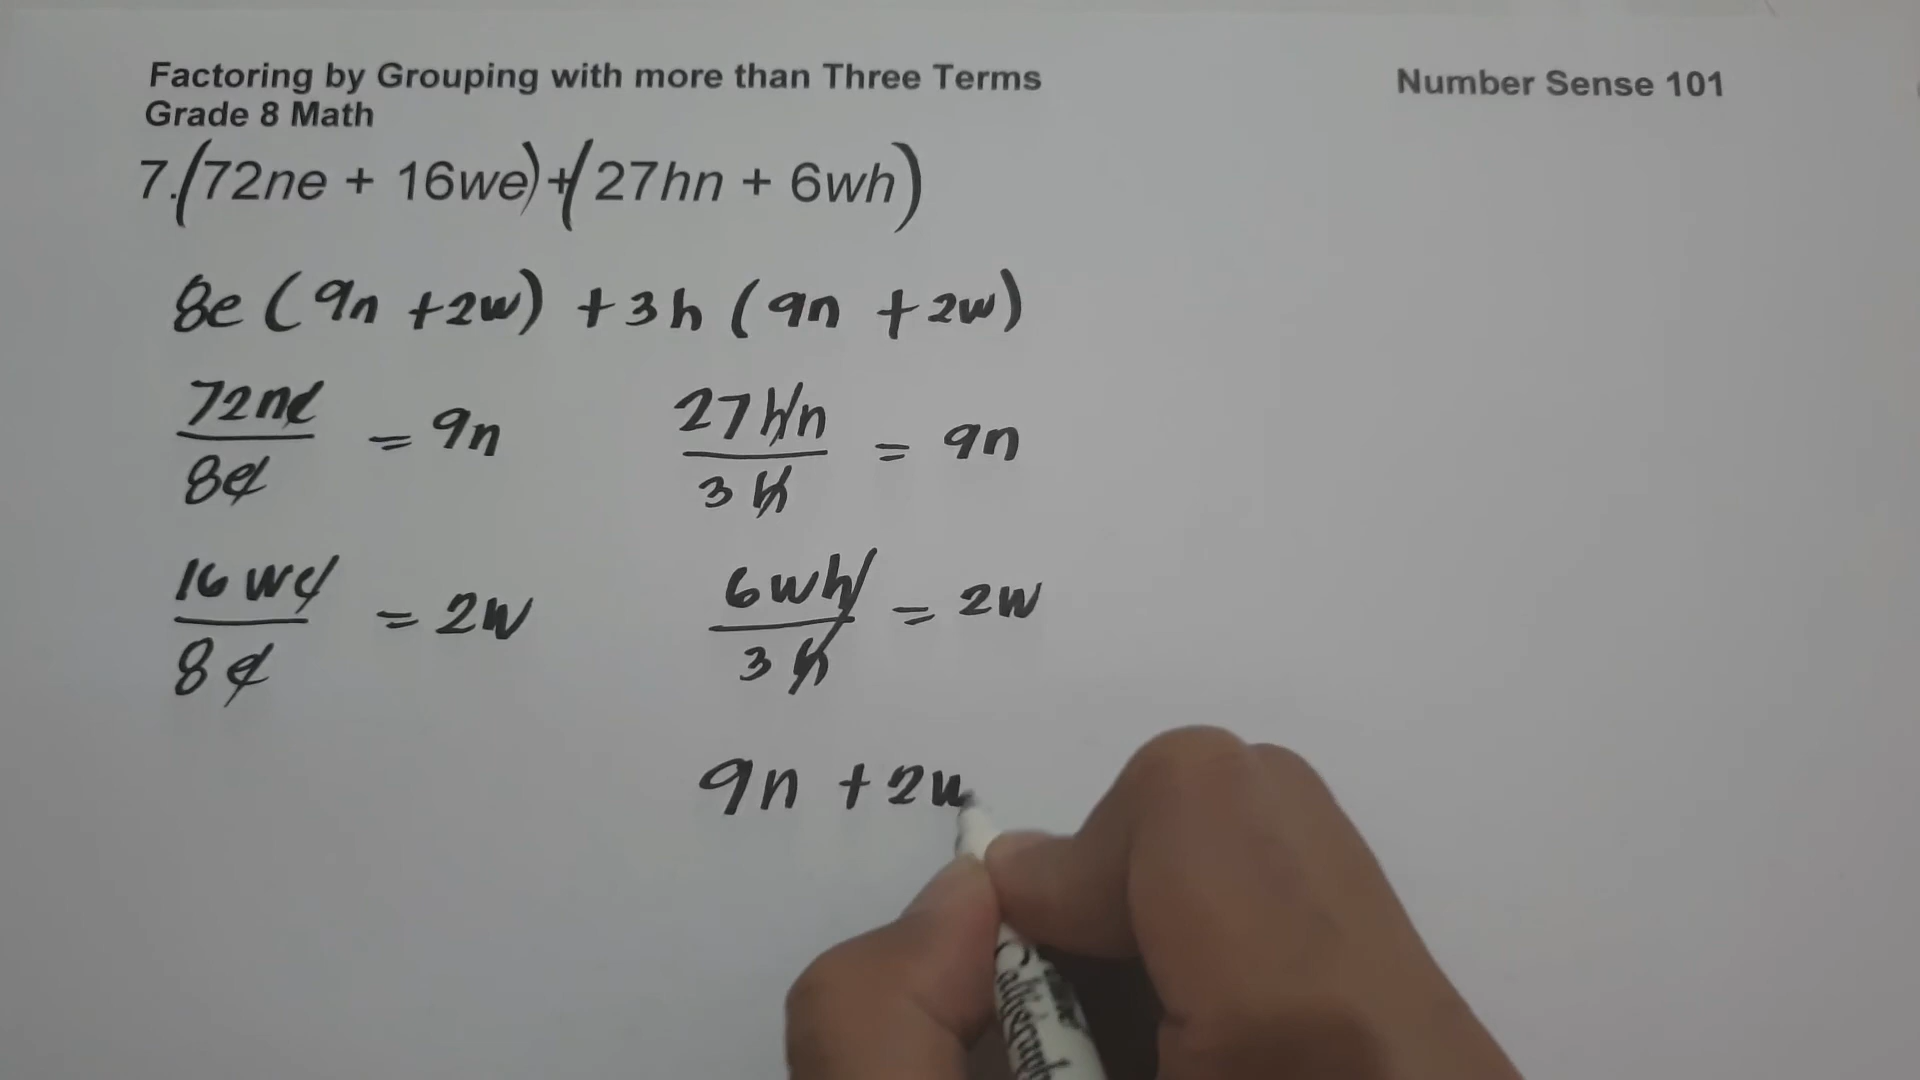 Factoring by Grouping with more than Three Terms
Number Sense 101
Grade 8 Math
7. (72ne + 16we) + (27hn + 6wh)
8e (9n + 2w) + 3h (9n + 2w)
72ne / 8e = 9n
27hn / 3h = 9n
16we / 8e = 2w
6wh / 3h = 2w
9n + 2w